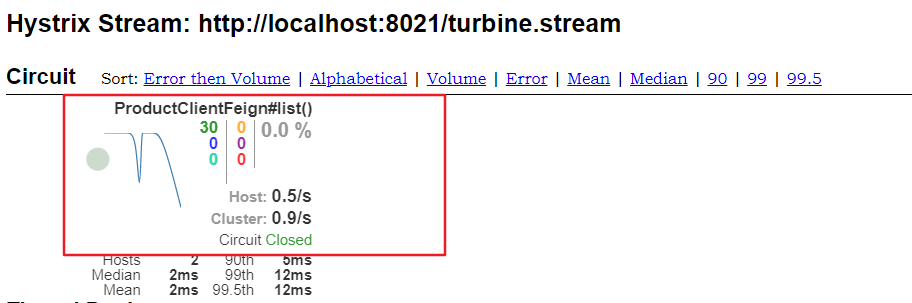 Hystrix Stream: http://localhost:8021/turbine.stream
Circuit Sort: Error then Volume | Alphabetical | Volume | Error | Mean | Median | 90 | 99 | 99.5
ProductClientFeign#list()
30 0 0.0 %
0 0
0 0
Host: 0.5/s
Cluster: 0.9/s
Circuit Closed
Hosts 2 90th 5ms
Median 2ms 99th 12ms
Mean 2ms 99.5th 12ms